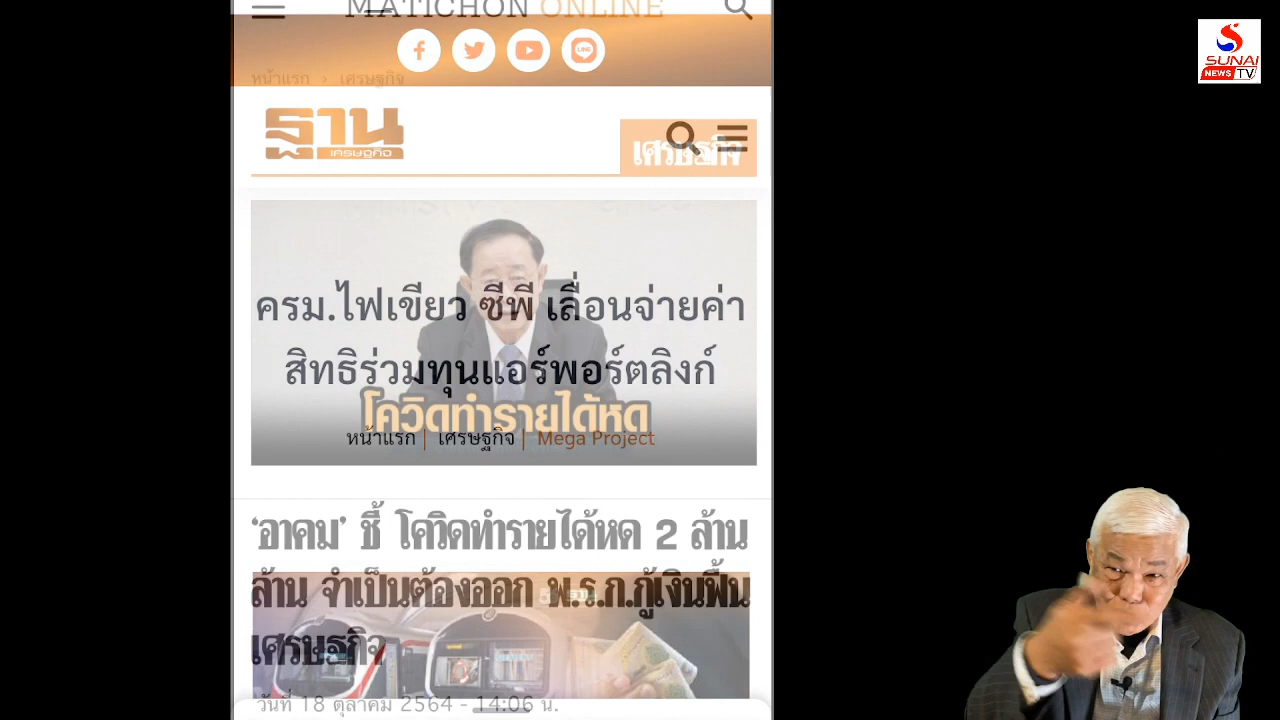 MATICHON ONLINE
หน้าแรก › เศรษฐกิจ
LINE
SUNAI
NEWS TV
ฐาน
เศรษฐกิจ
เศรษฐกิจ
ครม.ไฟเขียว ซีพี เลื่อนจ่ายค่า
สิทธิร่วมทุนแอร์พอร์ตลิงก์
โควิดทำรายได้หด
หน้าแรก | เศรษฐกิจ | Mega Project
‘อาคม’ ชี้ โควิดทำรายได้หด 2 ล้าน
ล้าน จำเป็นต้องออก พ.ร.ก.กู้เงินฟื้น
เศรษฐกิจ
ฐาน
วันที่ 18 ตุลาคม 2564 - 14:06 น.